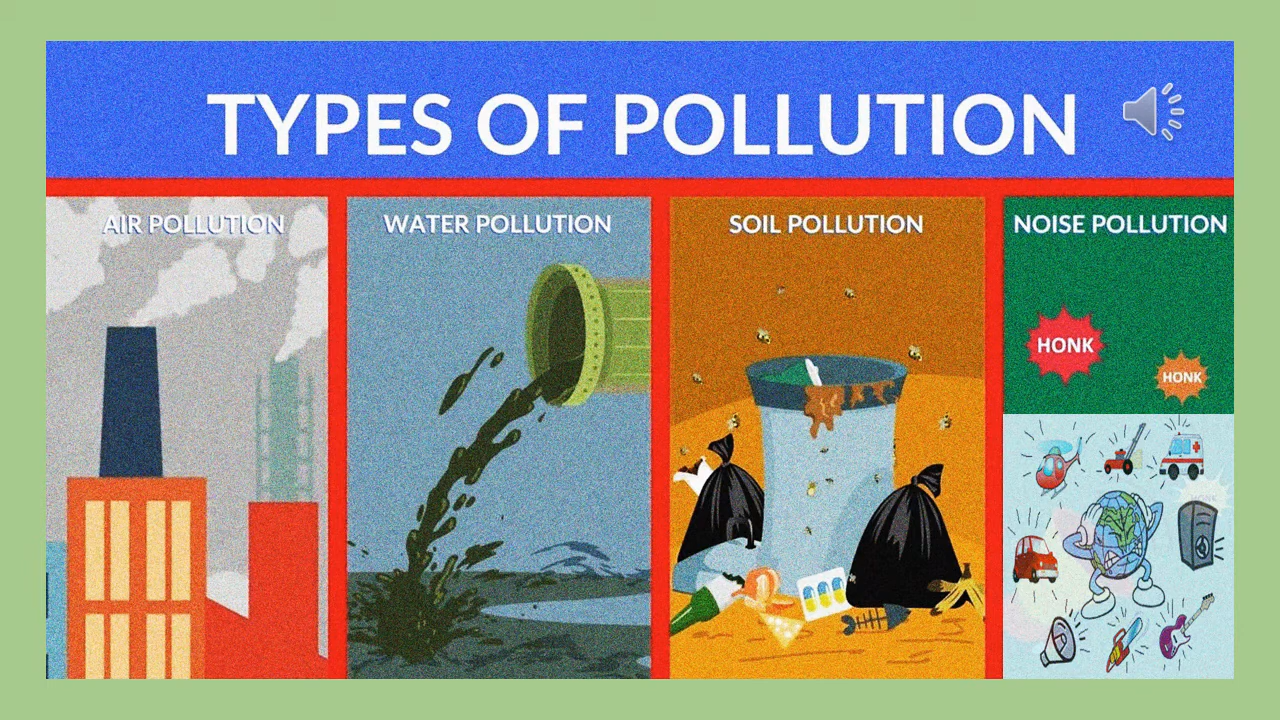 TYPES OF POLLUTION
AIR POLLUTION
WATER POLLUTION
SOIL POLLUTION
NOISE POLLUTION
HONK
HONK